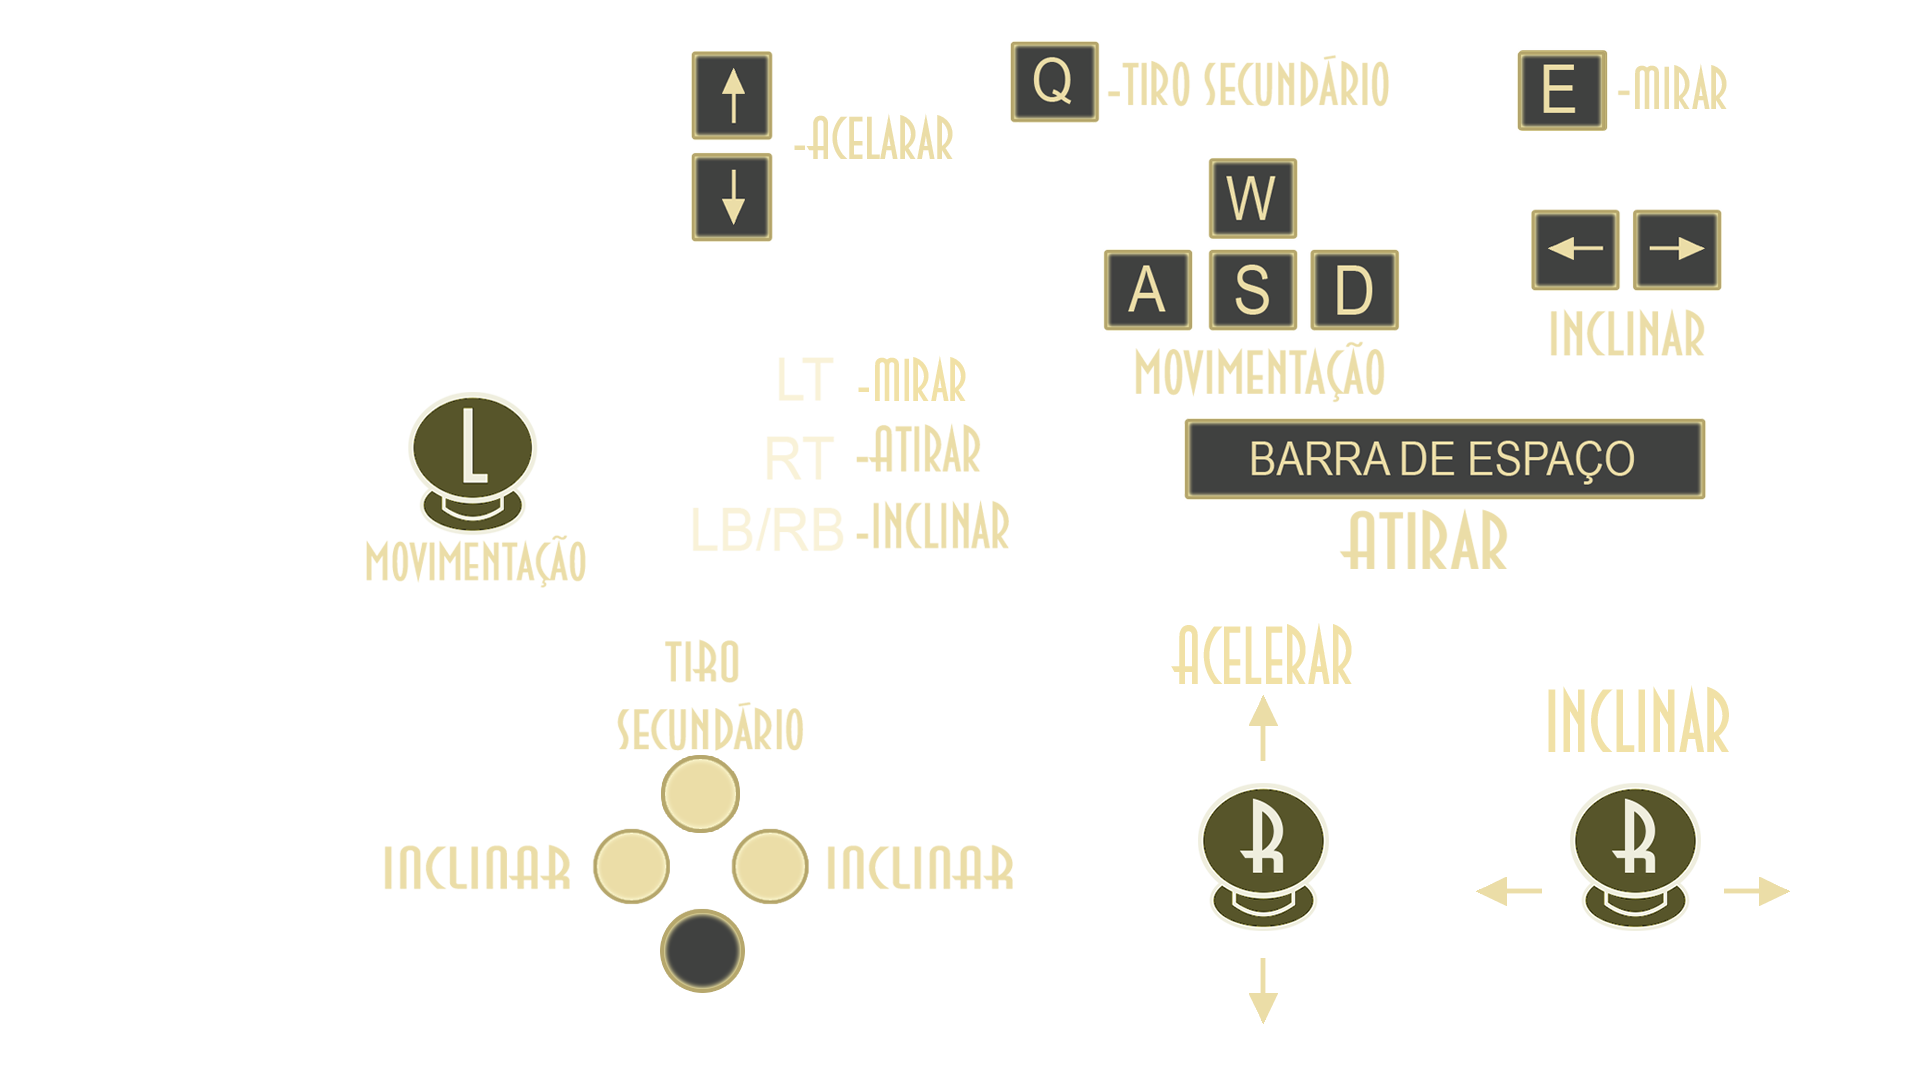 Q -TIRO SECUNDÁRIO
E -MIRAR
-ACELARAR
W
A S D
MOVIMENTAÇÃO
INCLINAR
LT -MIRAR
RT -ATIRAR
LB/RB -INCLINAR
L
MOVIMENTAÇÃO
BARRA DE ESPAÇO
ATIRAR
TIRO
SECUNDÁRIO
INCLINAR
INCLINAR
ACELERAR
R
INCLINAR
R